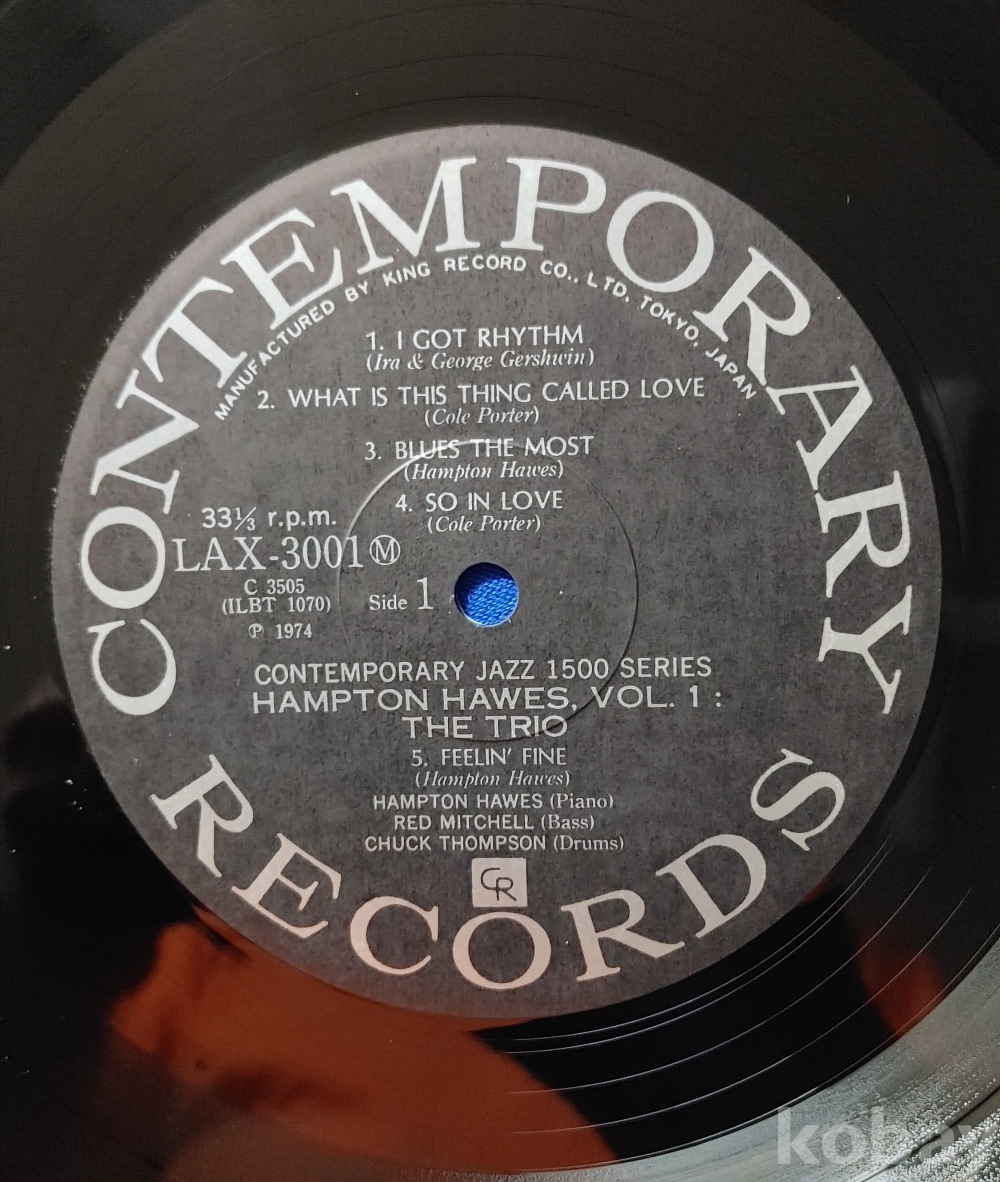 CONTEMPORARY
MANUFACTURED BY KING RECORD CO., LTD. TOKYO, JAPAN
1. I GOT RHYTHM
(Ira & George Gershwin)
2. WHAT IS THIS THING CALLED LOVE
(Cole Porter)
3. BLUES THE MOST
(Hampton Hawes)
4. SO IN LOVE
(Cole Porter)
33⅓ r.p.m.
LAX-3001 Ⓜ
C 3505
(ILBT 1070)
Side 1
℗ 1974
CONTEMPORARY JAZZ 1500 SERIES
HAMPTON HAWES, VOL. 1 :
THE TRIO
5. FEELIN' FINE
(Hampton Hawes)
HAMPTON HAWES (Piano)
RED MITCHELL (Bass)
CHUCK THOMPSON (Drums)
CR
RECORDS
kobay